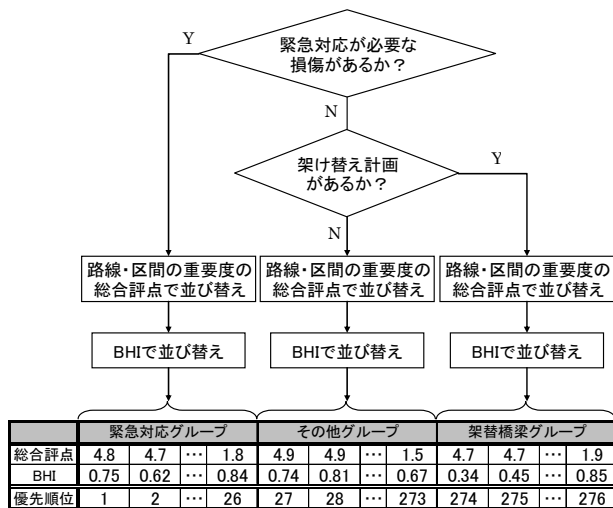 緊急対応が必要な
損傷があるか？
Y
N
架け替え計画
があるか？
Y
N
路線・区間の重要度の
総合評点で並び替え
路線・区間の重要度の
総合評点で並び替え
路線・区間の重要度の
総合評点で並び替え
BHIで並び替え
BHIで並び替え
BHIで並び替え
緊急対応グループ その他グループ 架替橋梁グループ
総合評点 4.8 4.7 … 1.8 4.9 4.9 … 1.5 4.7 4.7 … 1.9
BHI 0.75 0.62 … 0.84 0.74 0.81 … 0.67 0.34 0.45 … 0.85
優先順位 1 2 … 26 27 28 … 273 274 275 … 276